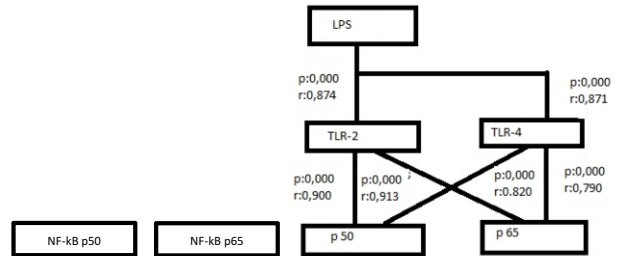 LPS
p:0,000
r:0,874
p:0,000
r:0,871
TLR-2
TLR-4
p:0,000
r:0,900
p:0,000
r:0,913
p:0,000
r:0.820
p:0,000
r:0,790
NF-kB p50
NF-kB p65
p 50
p 65